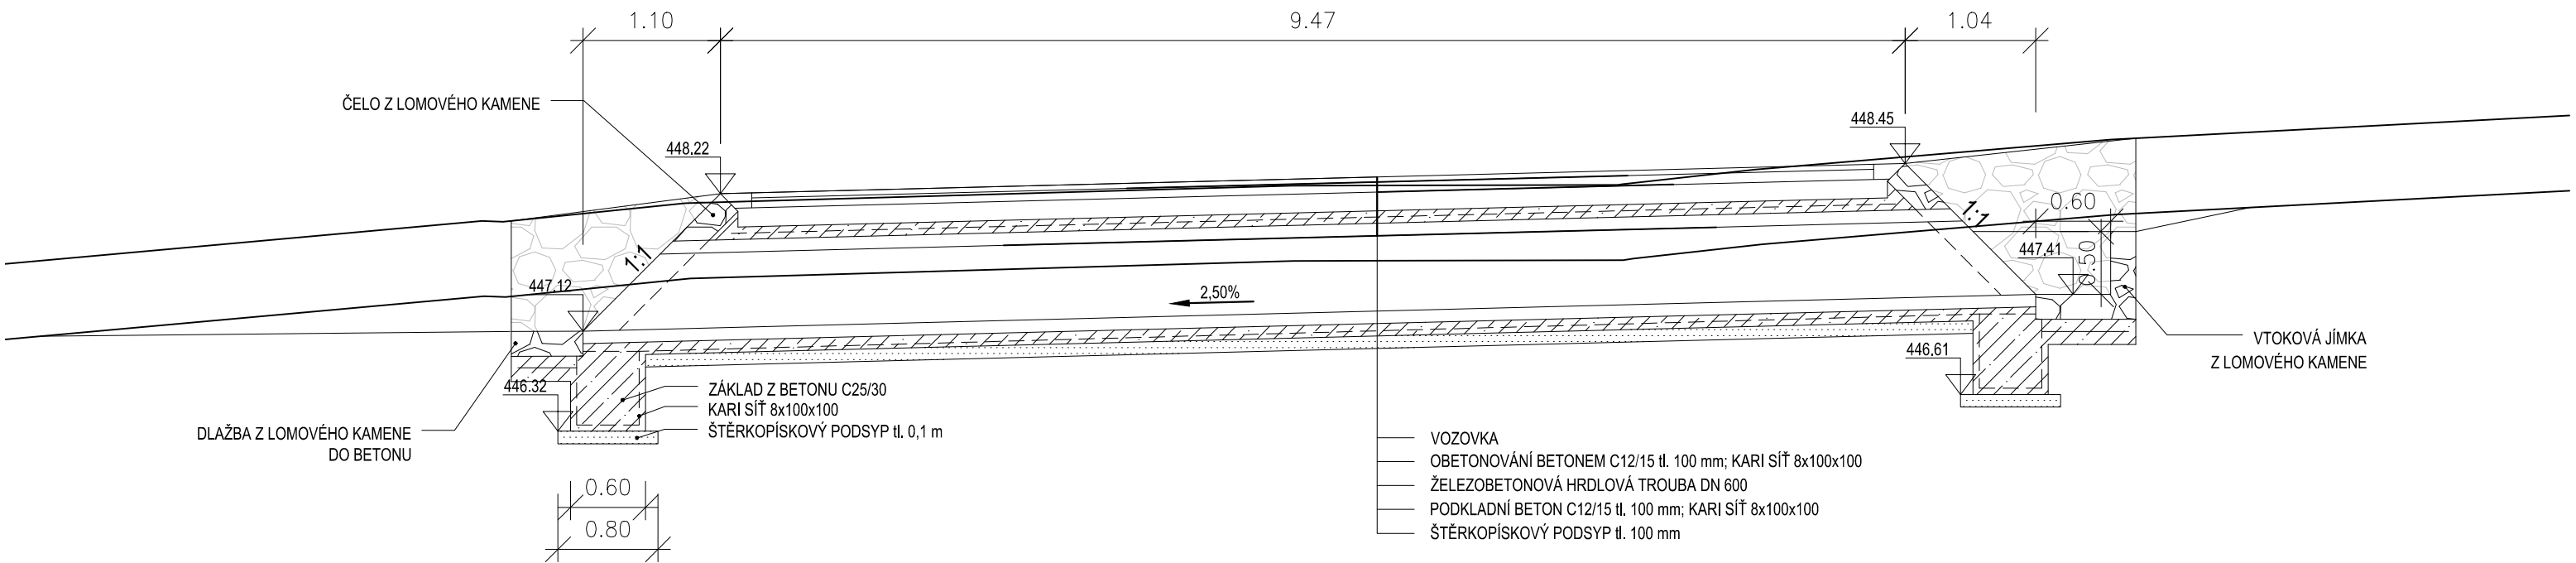 1.10
9.47
1.04
ČELO Z LOMOVÉHO KAMENE
448.22
448.45
1:1
1:1
0.60
447.41
0.50
447.12
2,50%
VTOKOVÁ JÍMKA
Z LOMOVÉHO KAMENE
446.61
446.32
ZÁKLAD Z BETONU C25/30
KARI SÍŤ 8x100x100
ŠTĚRKOPÍSKOVÝ PODSYP tl. 0,1 m
DLAŽBA Z LOMOVÉHO KAMENE
DO BETONU
VOZOVKA
OBETONOVÁNÍ BETONEM C12/15 tl. 100 mm; KARI SÍŤ 8x100x100
ŽELEZOBETONOVÁ HRDLOVÁ TROUBA DN 600
PODKLADNÍ BETON C12/15 tl. 100 mm; KARI SÍŤ 8x100x100
ŠTĚRKOPÍSKOVÝ PODSYP tl. 100 mm
0.60
0.80